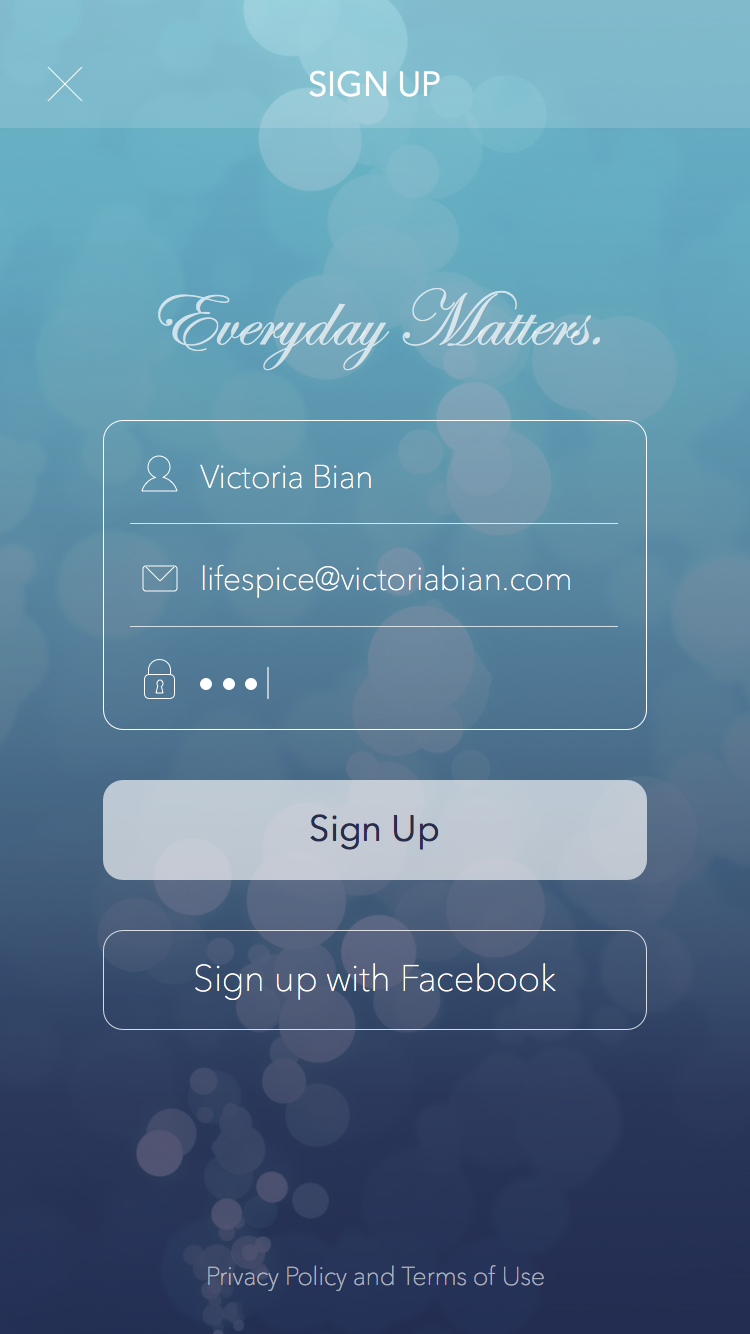 SIGN UP
Everyday Matters.
Victoria Bian
lifespice@victoriabian.com
Sign Up
Sign up with Facebook
Privacy Policy and Terms of Use